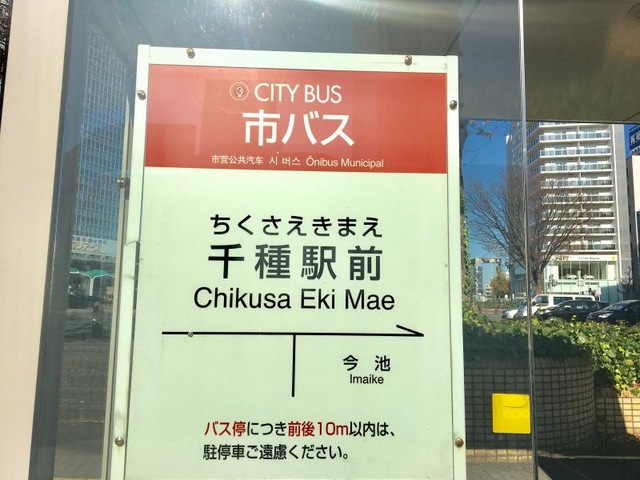 ③ CITY BUS
市バス
市営公共汽车 시 버스 Ônibus Municipal
ちくさえきまえ
千種駅前
Chikusa Eki Mae
今池
Imaike
バス停につき前後10m以内は、
駐停車ご遠慮ください。